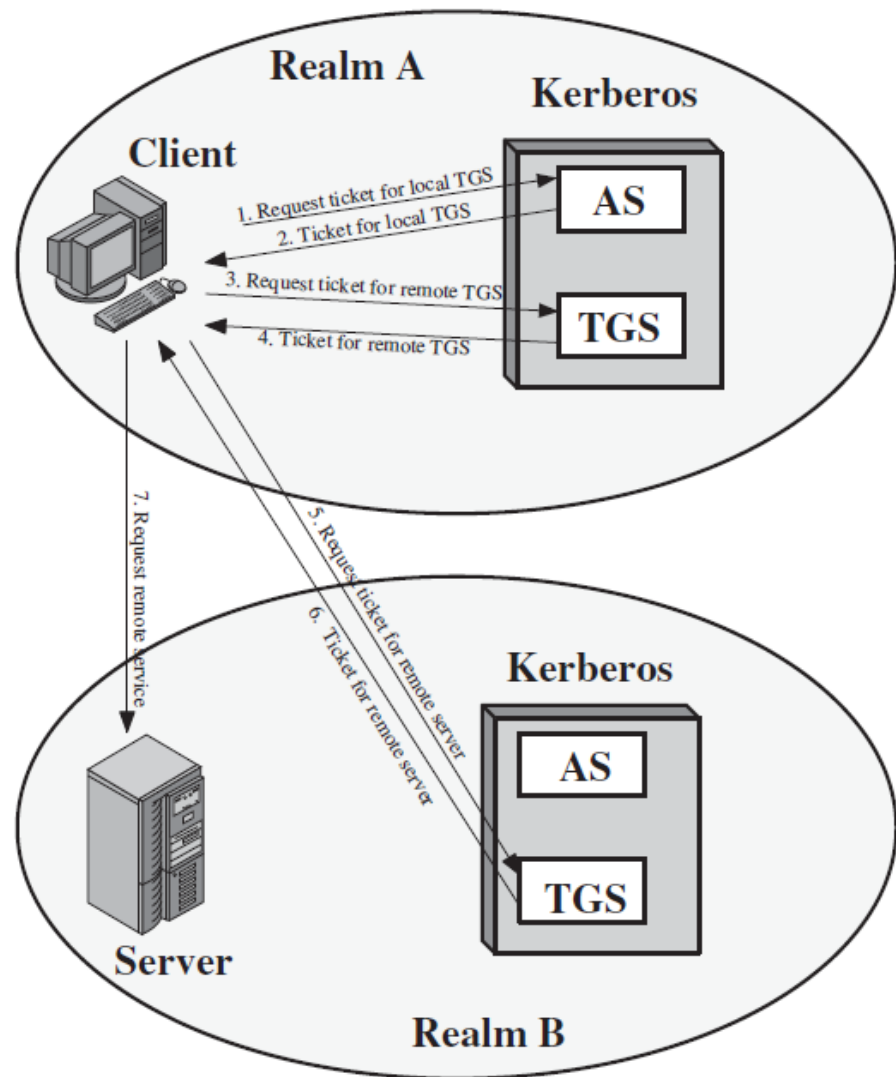 Realm A
Kerberos
Client
1. Request ticket for local TGS
AS
2. Ticket for local TGS
3. Request ticket for remote TGS
TGS
4. Ticket for remote TGS
5. Request ticket for remote server
6. Ticket for remote server
7. Request remote service
Kerberos
AS
TGS
Server
Realm B